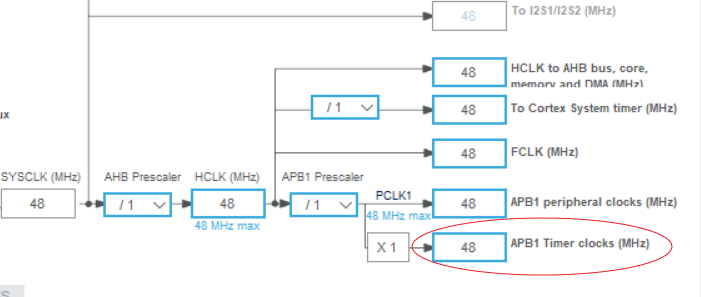 48 To I2S1/I2S2 (MHz)
48 HCLK to AHB bus, core,
memory and DMA (MHz)
/ 1 48 To Cortex System timer (MHz)
48 FCLK (MHz)
SYSCLK (MHz) AHB Prescaler HCLK (MHz) APB1 Prescaler
PCLK1
48 / 1 48 / 1 48 APB1 peripheral clocks (MHz)
48 MHz max 48 MHz max
X 1 48 APB1 Timer clocks (MHz)